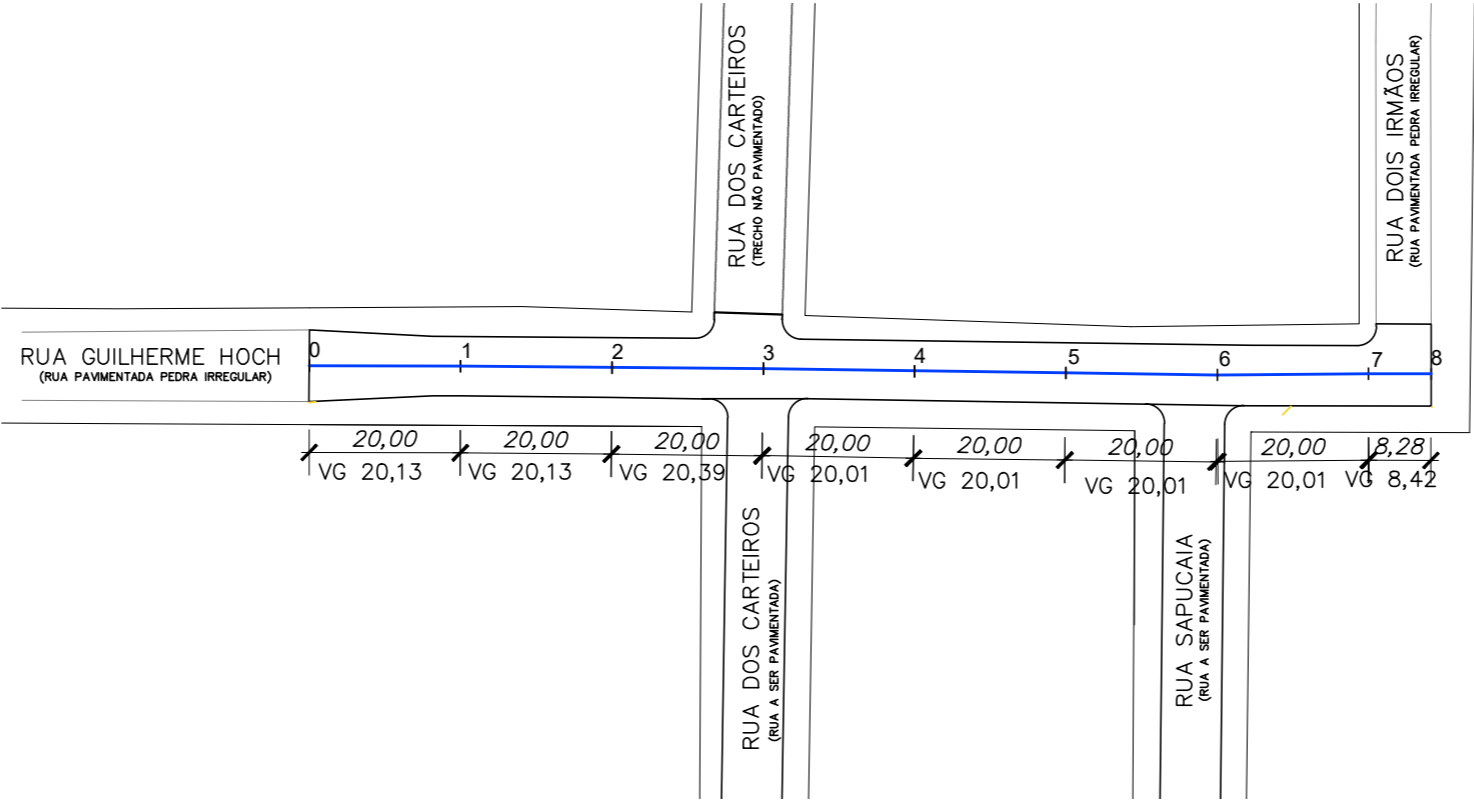 RUA DOS CARTEIROS
(TRECHO NÃO PAVIMENTADO)
RUA DOIS IRMÃOS
(RUA PAVIMENTADA PEDRA IRREGULAR)
RUA GUILHERME HOCH
(RUA PAVIMENTADA PEDRA IRREGULAR)
0 1 2 3 4 5 6 7 8
20,00 20,00 20,00 20,00 20,00 20,00 20,00 8,28
VG 20,13 VG 20,13 VG 20,39 VG 20,01 VG 20,01 VG 20,01 VG 20,01 VG 8,42
RUA DOS CARTEIROS
(RUA A SER PAVIMENTADA)
RUA SAPUCAIA
(RUA A SER PAVIMENTADA)